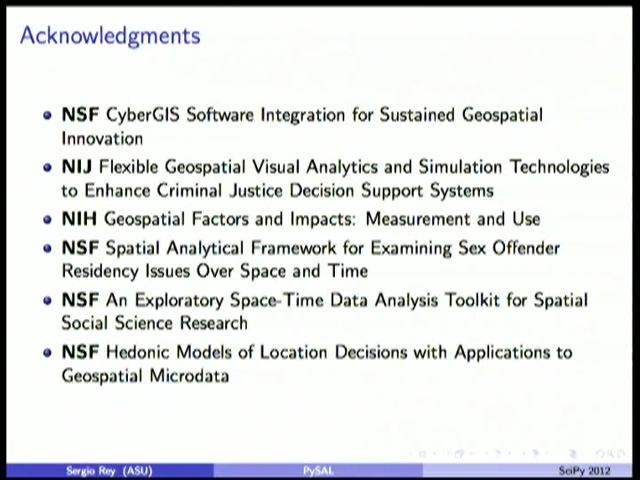 Acknowledgments
NSF CyberGIS Software Integration for Sustained Geospatial
Innovation
NIJ Flexible Geospatial Visual Analytics and Simulation Technologies
to Enhance Criminal Justice Decision Support Systems
NIH Geospatial Factors and Impacts: Measurement and Use
NSF Spatial Analytical Framework for Examining Sex Offender
Residency Issues Over Space and Time
NSF An Exploratory Space-Time Data Analysis Toolkit for Spatial
Social Science Research
NSF Hedonic Models of Location Decisions with Applications to
Geospatial Microdata
Sergio Rey (ASU) PySAL SciPy 2012